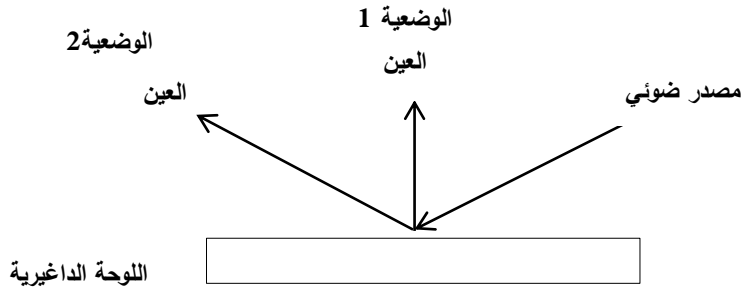 الوضعية 1
العين
الوضعية2
العين
مصدر ضوئي
اللوحة الداغيرية